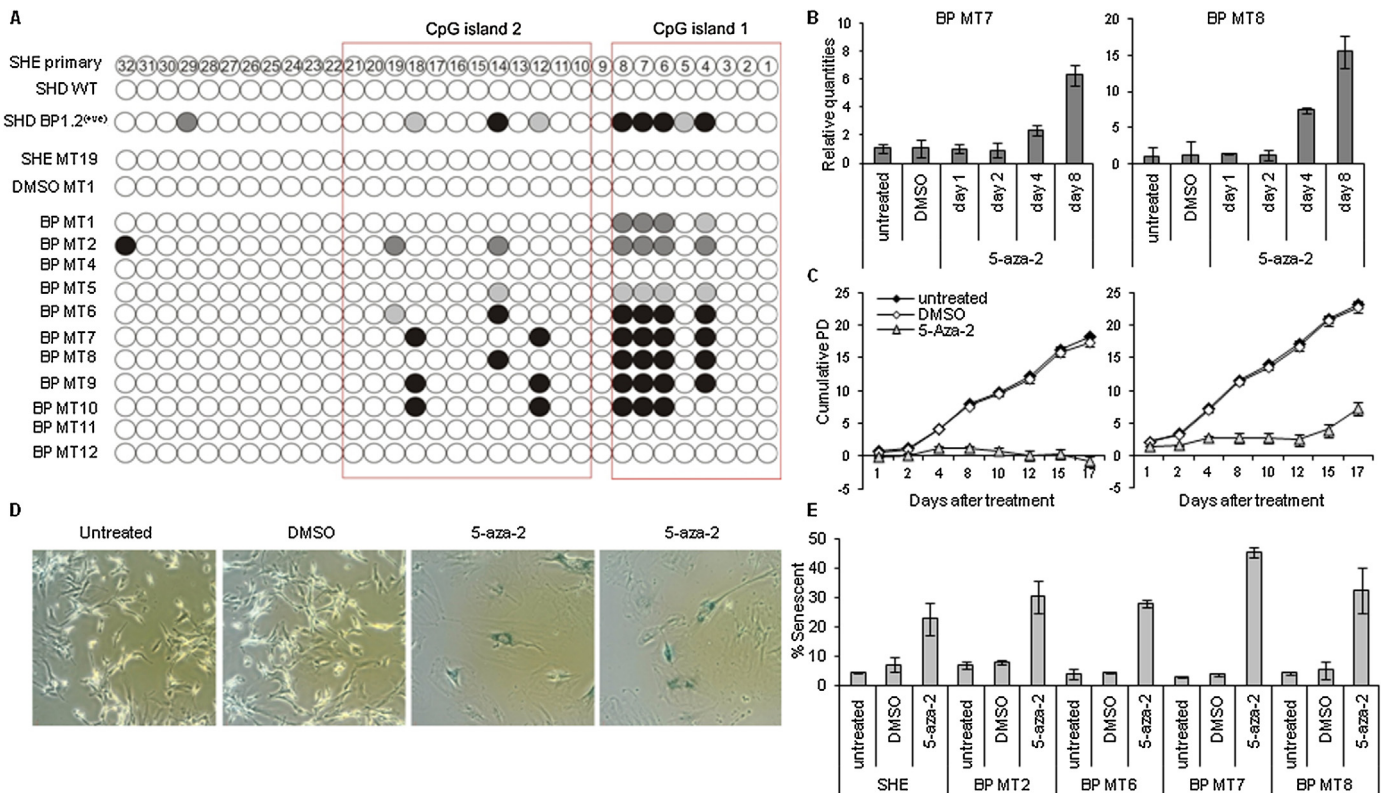 A
CpG island 2
CpG island 1
SHE primary
32 31 30 29 28 27 26 25 24 23 22 21 20 19 18 15 14 13 12 11 10 9 8 7 6 5 4 3 2 1
SHD WT
SHD BP1.2(+ve)
SHE MT19
DMSO MT1
BP MT1
BP MT2
BP MT4
BP MT5
BP MT6
BP MT7
BP MT8
BP MT9
BP MT10
BP MT11
BP MT12
B
BP MT7
Relative quantities
10
8
6
4
2
0
untreated
DMSO
day 1
day 2
day 4
day 8
5-aza-2
BP MT8
20
15
10
5
0
untreated
DMSO
day 1
day 2
day 4
day 8
5-aza-2
C
Cumulative PD
25
20
15
10
5
0
-5
untreated
DMSO
5-Aza-2
1 2 4 8 10 12 15 17
Days after treatment
25
20
15
10
5
0
-5
1 2 4 8 10 12 15 17
Days after treatment
D
Untreated
DMSO
5-aza-2
5-aza-2
E
% Senescent
50
40
30
20
10
0
untreated
DMSO
5-aza-2
untreated
DMSO
5-aza-2
untreated
DMSO
5-aza-2
untreated
DMSO
5-aza-2
untreated
DMSO
5-aza-2
SHE
BP MT2
BP MT6
BP MT7
BP MT8